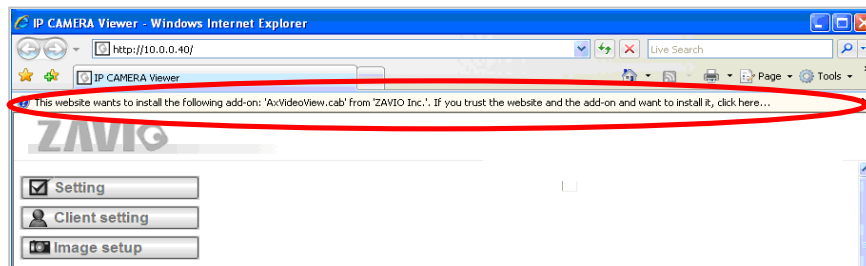 IP CAMERA Viewer - Windows Internet Explorer
http://10.0.0.40/
Live Search
IP CAMERA Viewer
Page
Tools
This website wants to install the following add-on: 'AxVideoView.cab' from 'ZAVIO Inc.'. If you trust the website and the add-on and want to install it, click here...
ZAVIO
Setting
Client setting
Image setup